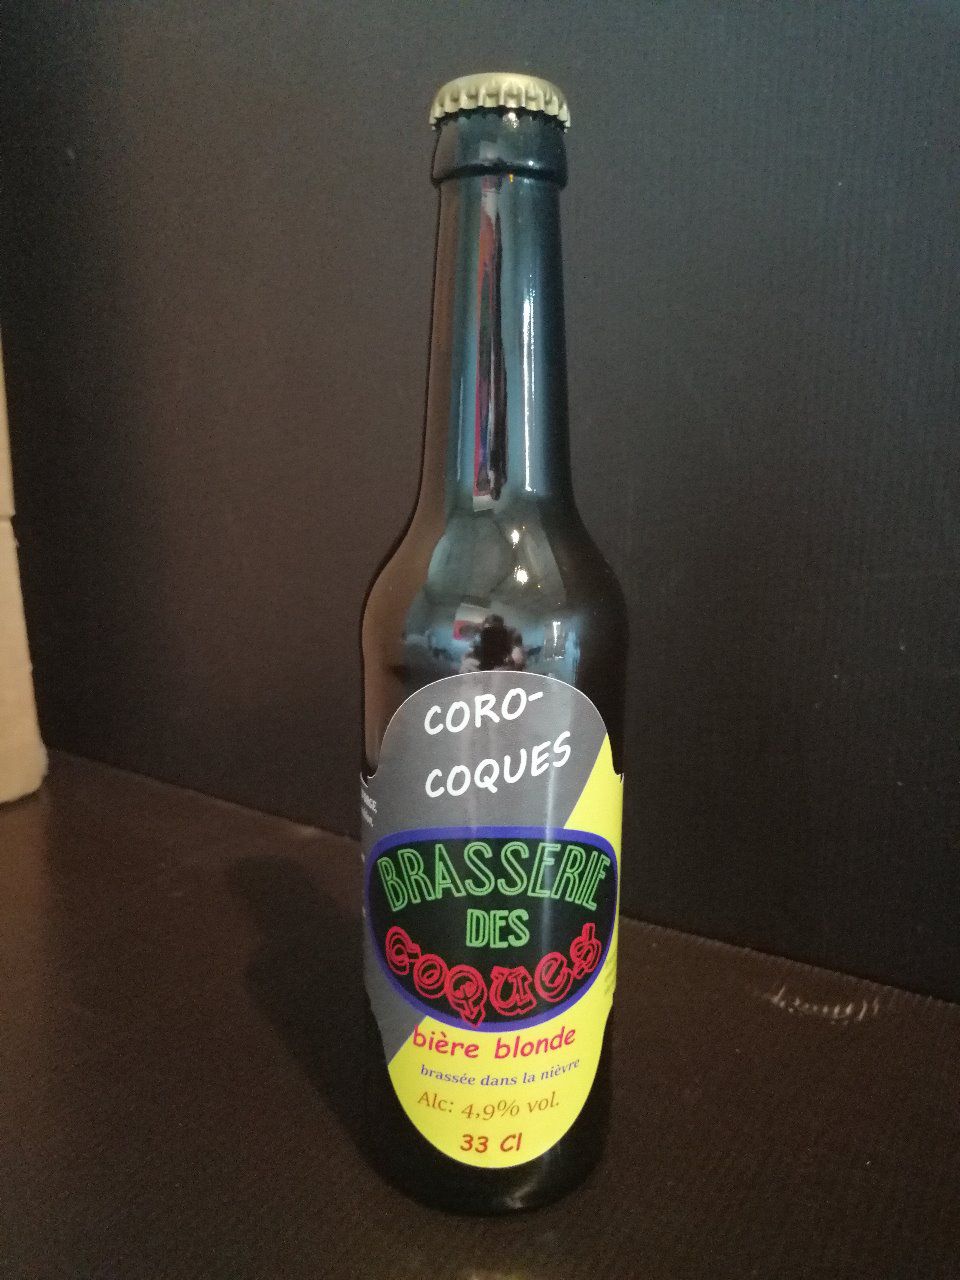 CORO-
COQUES
BRASSERIE
DES
Coques
bière blonde
brassée dans la nièvre
Alc: 4,9% vol.
33 Cl